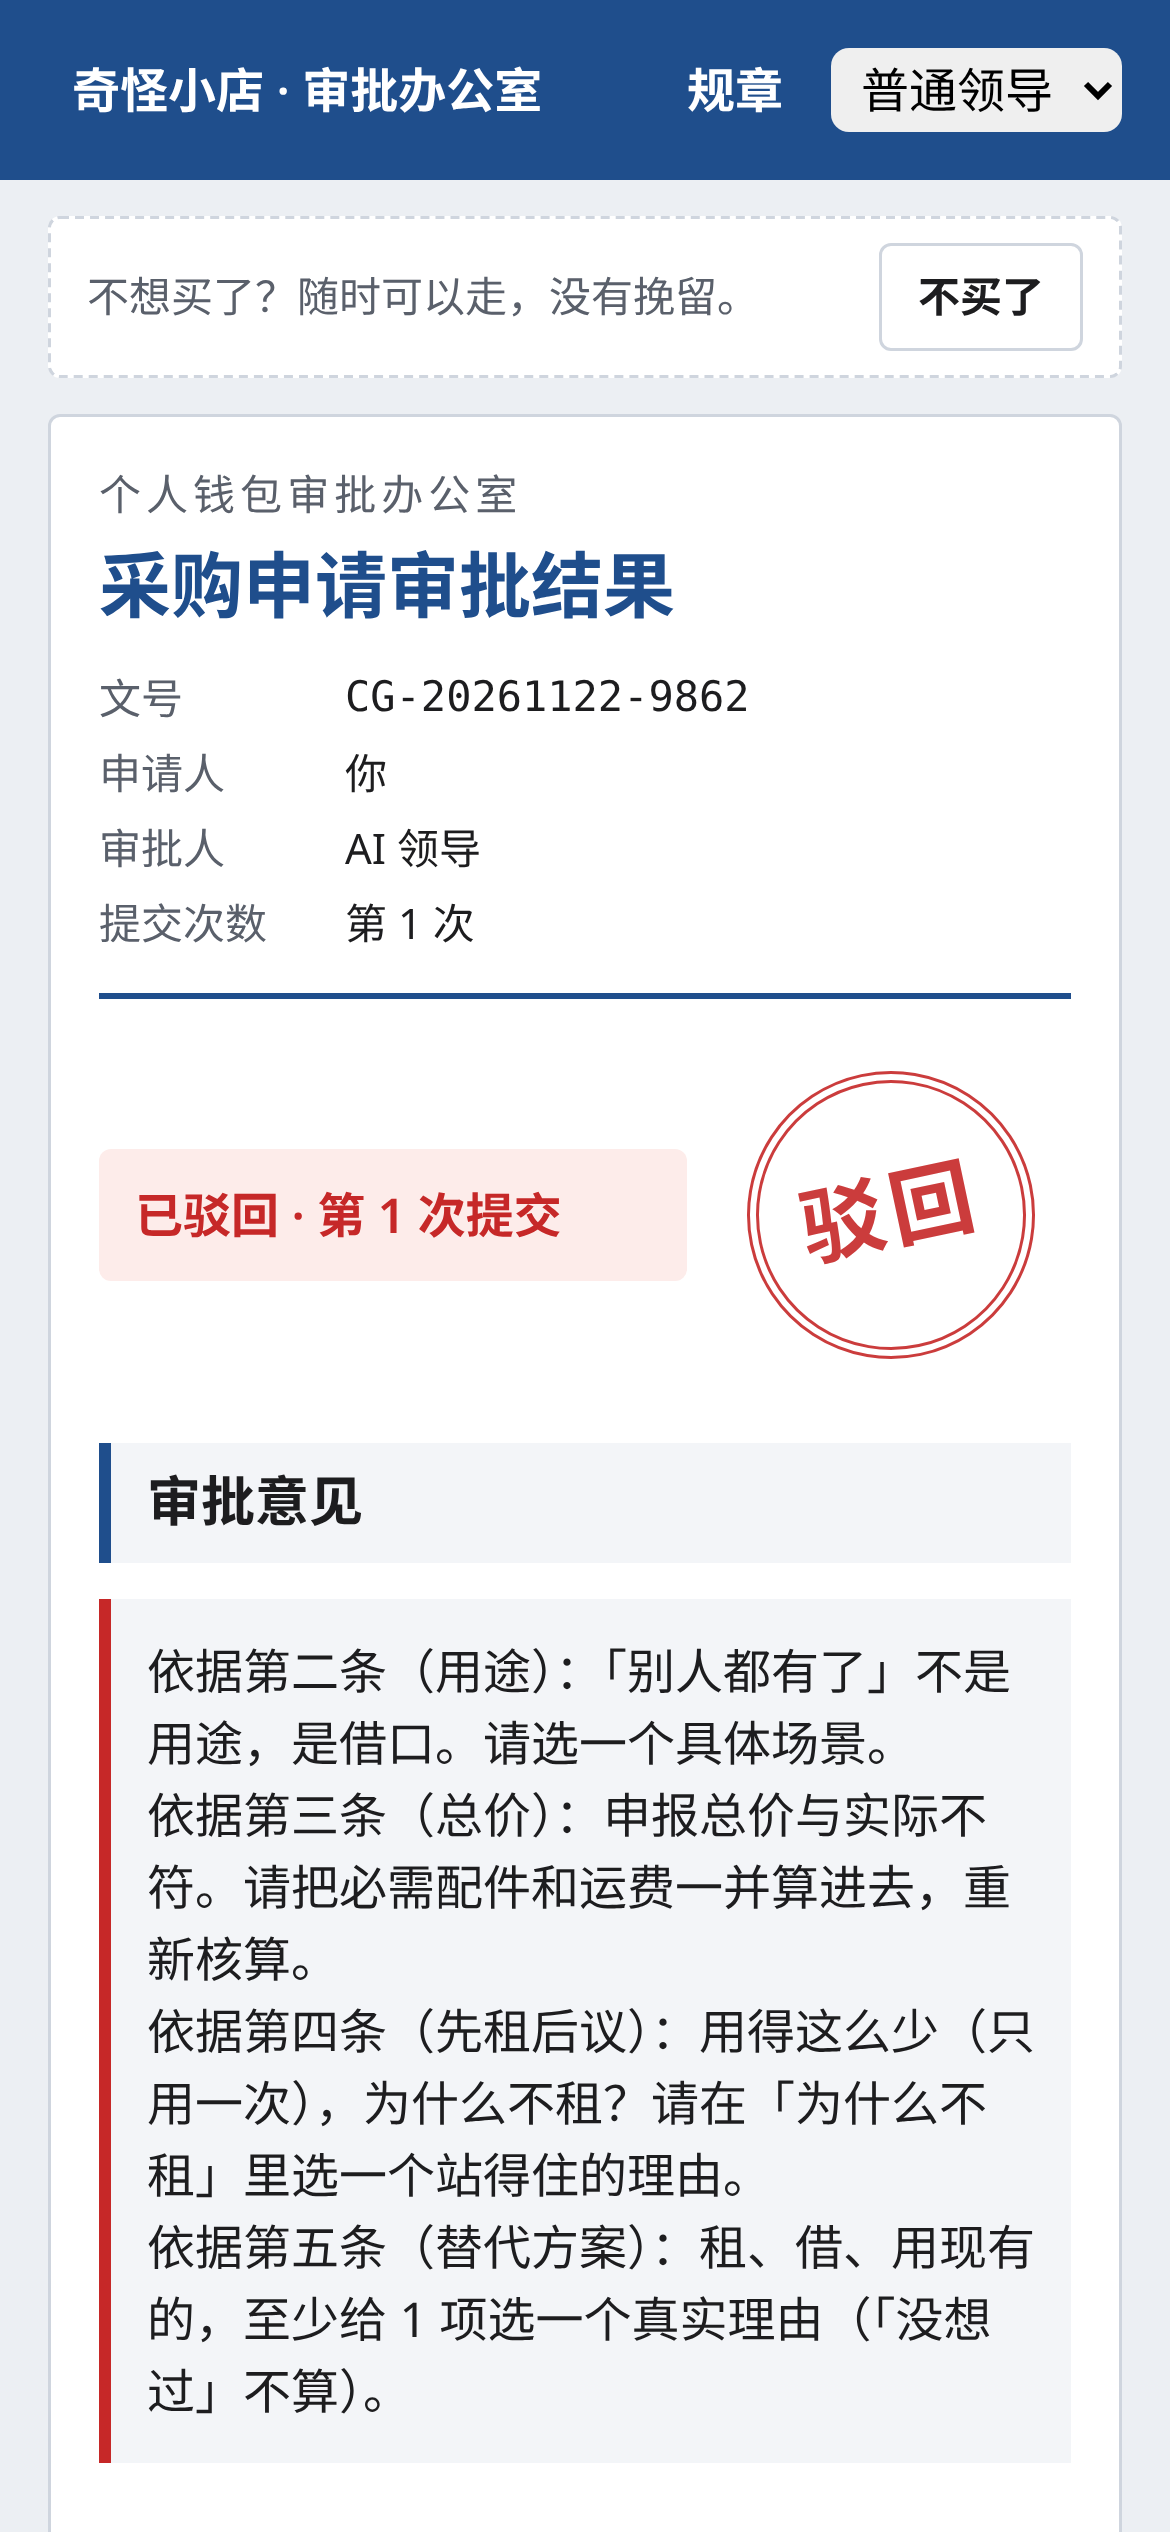 奇怪小店 · 审批办公室
规章
普通领导
不想买了？随时可以走，没有挽留。
不买了
个人钱包审批办公室
采购申请审批结果
文号 CG-20261122-9862
申请人 你
审批人 AI 领导
提交次数 第 1 次
已驳回 · 第 1 次提交
驳回
审批意见
依据第二条（用途）：「别人都有了」不是
用途，是借口。请选一个具体场景。
依据第三条（总价）：申报总价与实际不
符。请把必需配件和运费一并算进去，重
新核算。
依据第四条（先租后议）：用得这么少（只
用一次），为什么不租？请在「为什么不
租」里选一个站得住的理由。
依据第五条（替代方案）：租、借、用现有
的，至少给 1 项选一个真实理由（「没想
过」不算）。